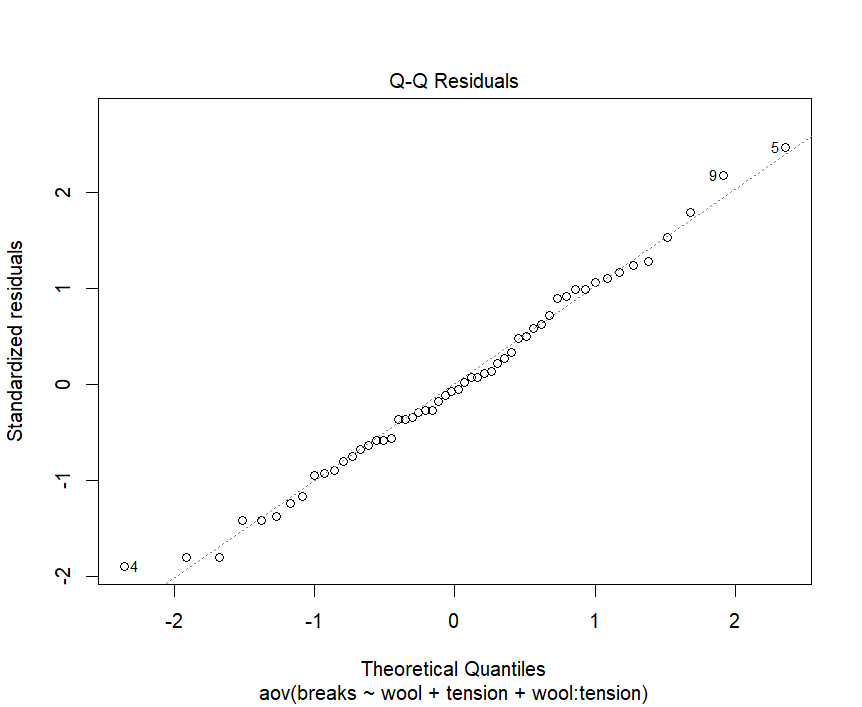 Q-Q Residuals
Standardized residuals
2
1
0
-1
-2
5
9
4
-2 -1 0 1 2
Theoretical Quantiles
aov(breaks ~ wool + tension + wool:tension)